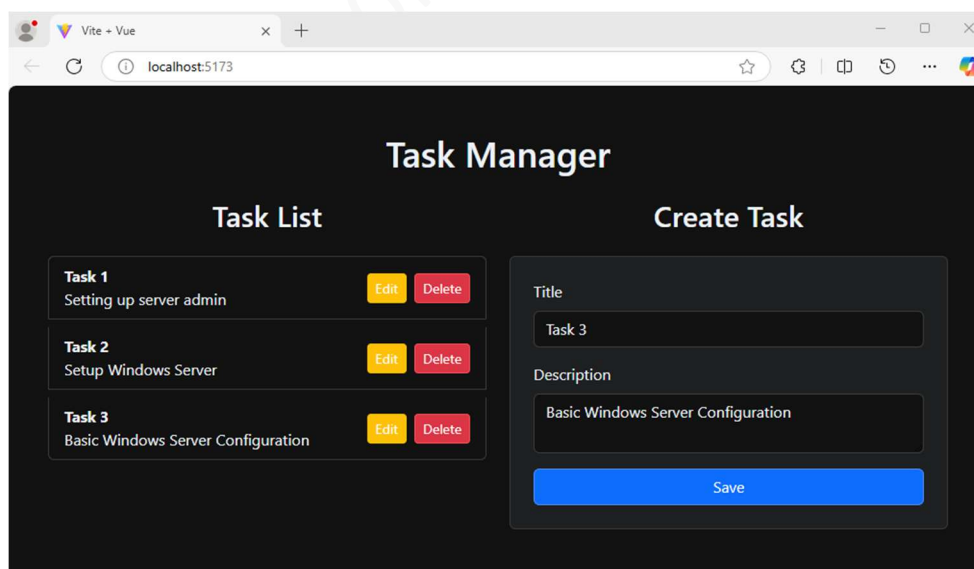 Vite + Vue
localhost:5173
Task Manager
Task List
Task 1
Setting up server admin
Edit
Delete
Task 2
Setup Windows Server
Edit
Delete
Task 3
Basic Windows Server Configuration
Edit
Delete
Create Task
Title
Task 3
Description
Basic Windows Server Configuration
Save